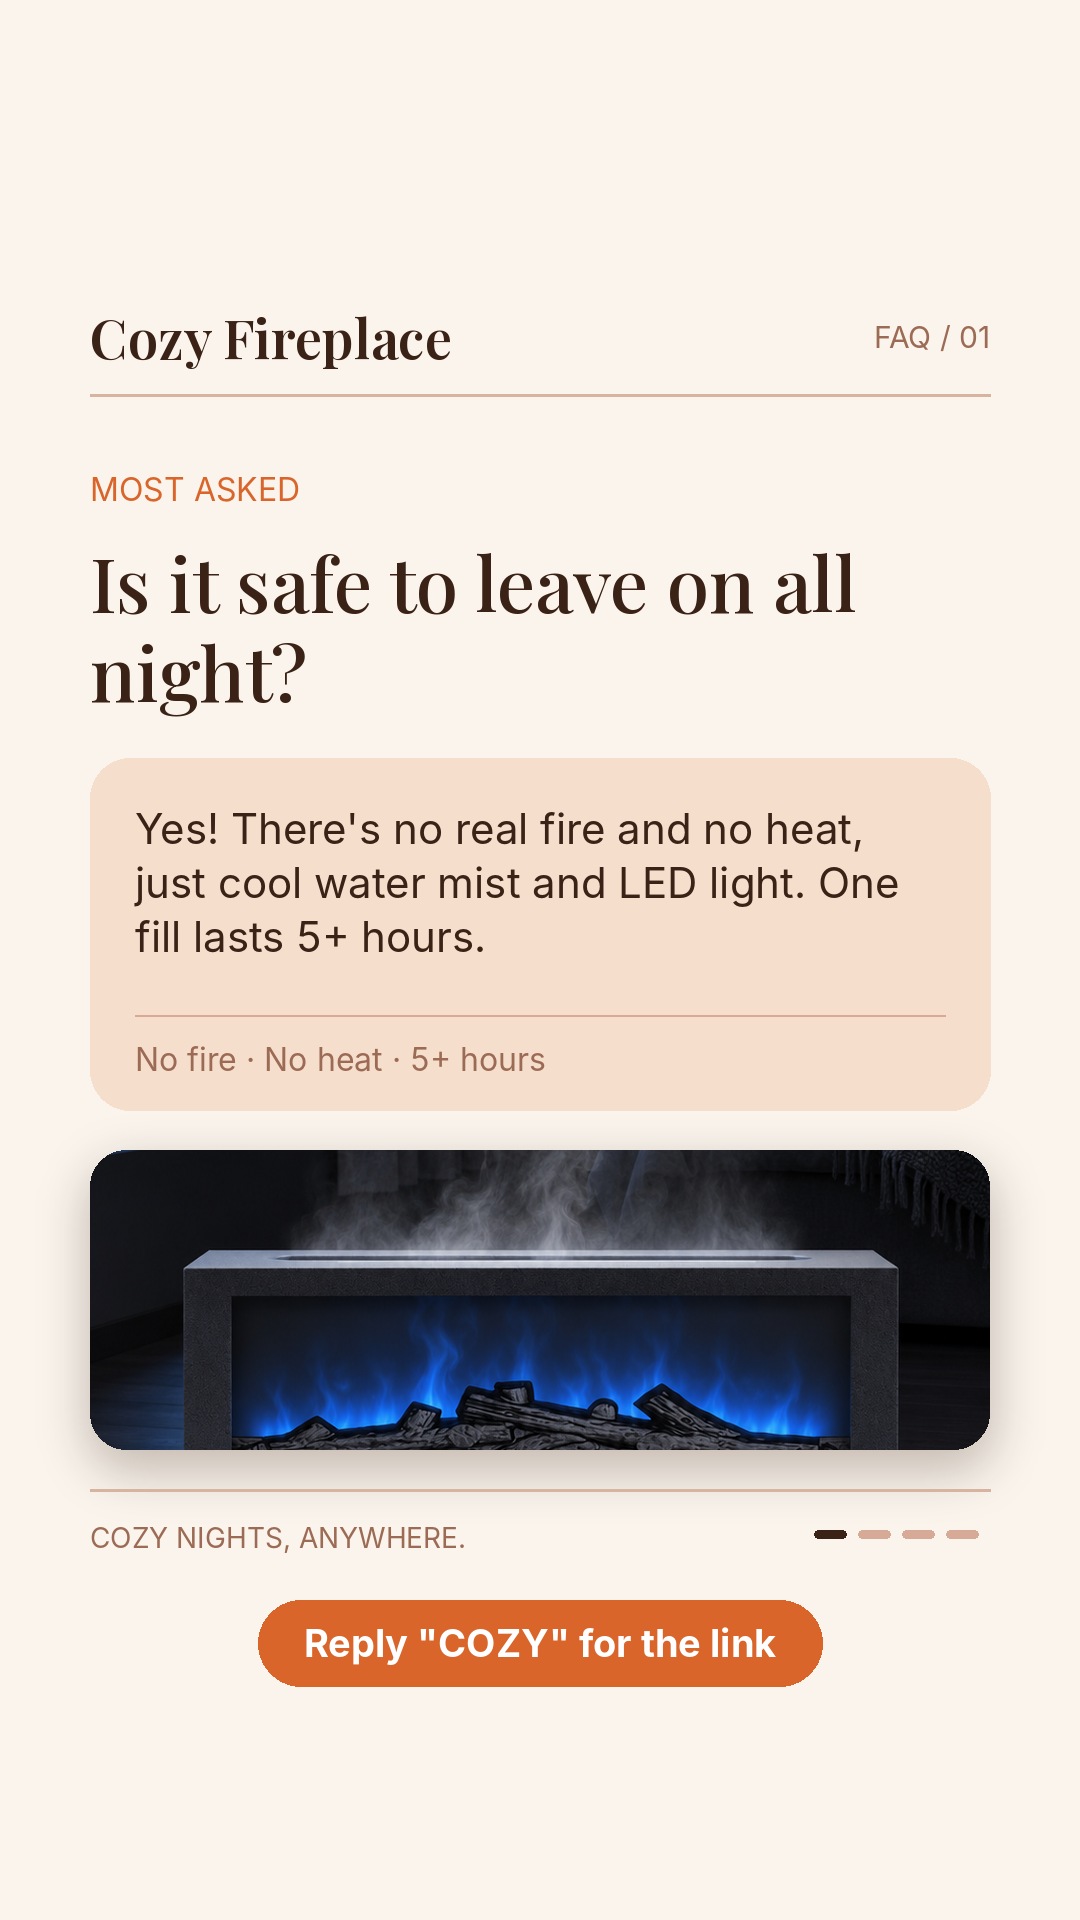 Cozy Fireplace
FAQ / 01
MOST ASKED
Is it safe to leave on all
night?
Yes! There's no real fire and no heat,
just cool water mist and LED light. One
fill lasts 5+ hours.
No fire · No heat · 5+ hours
COZY NIGHTS, ANYWHERE.
Reply "COZY" for the link